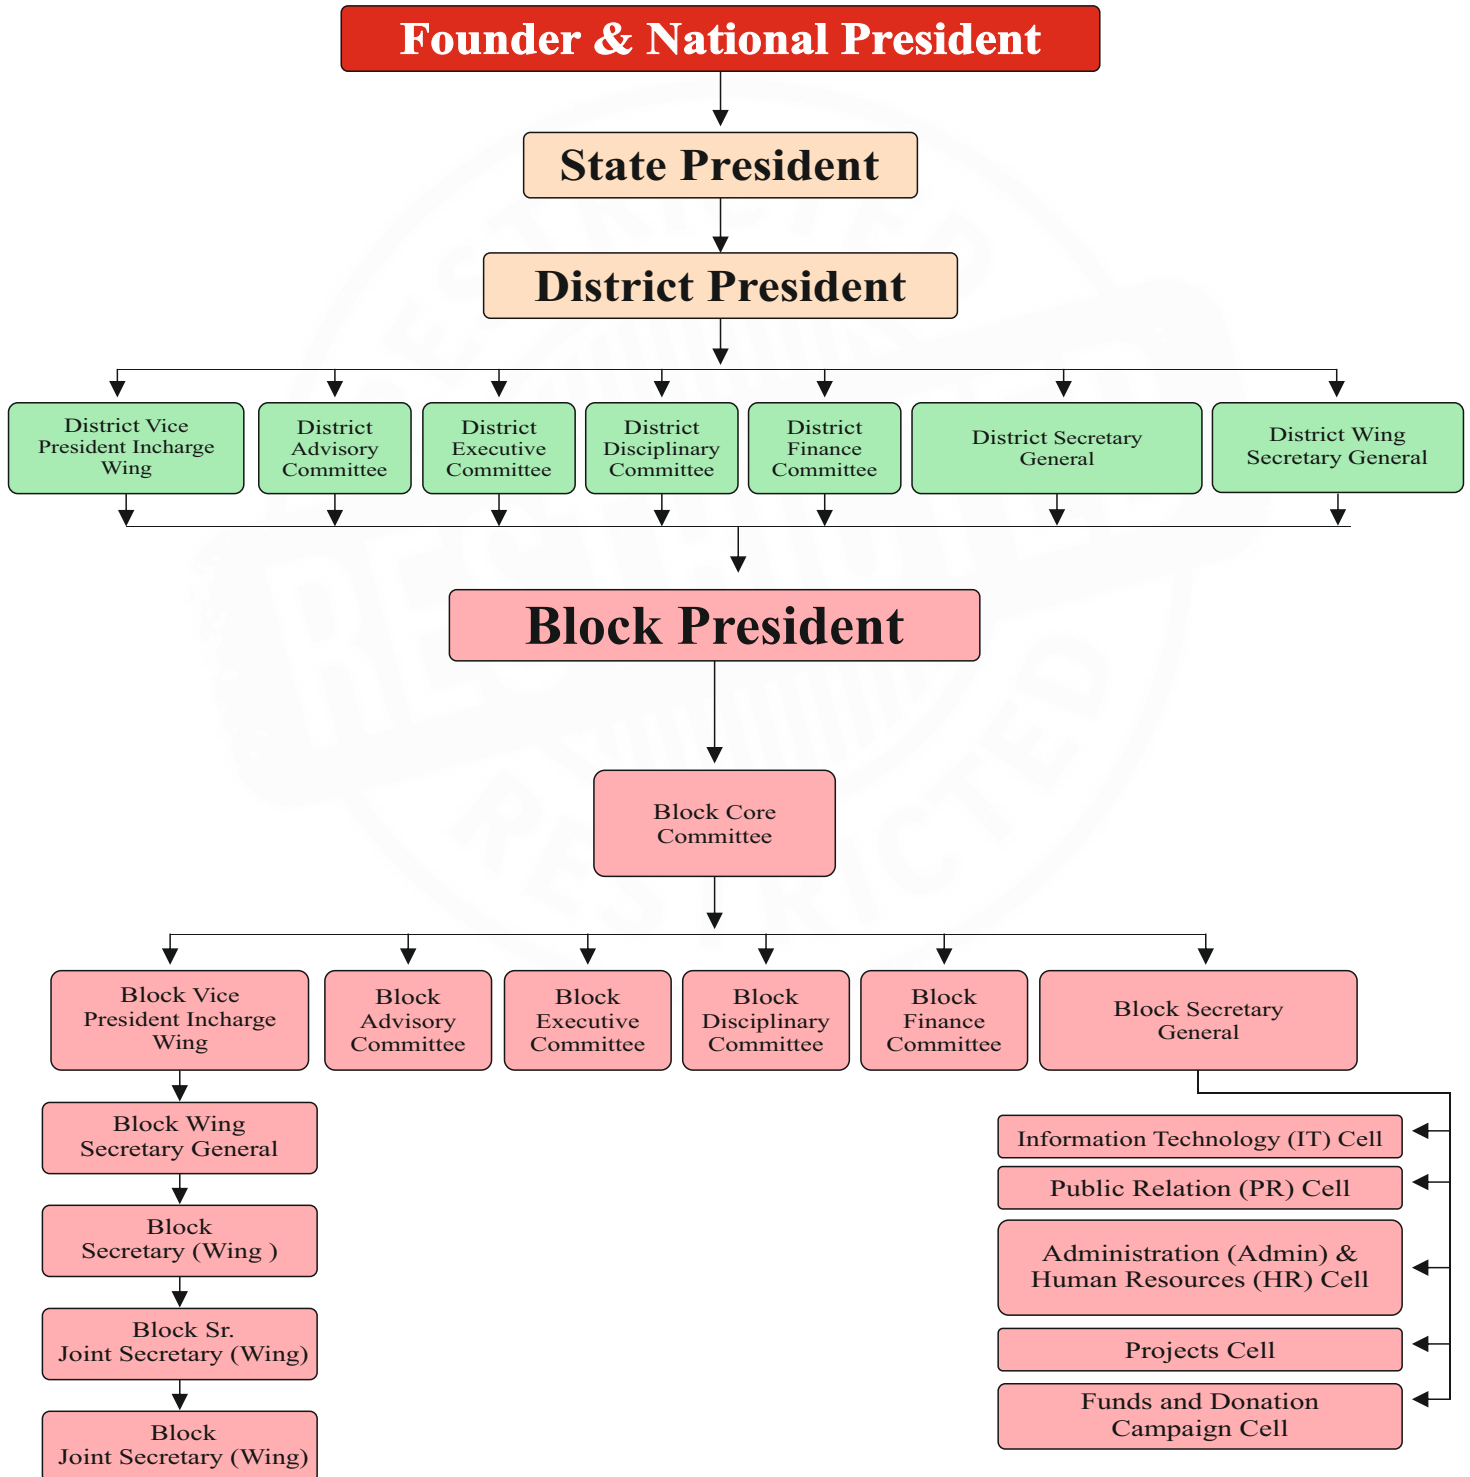 Founder & National President
State President
District President
District Vice
President Incharge
Wing
District
Advisory
Committee
District
Executive
Committee
District
Disciplinary
Committee
District
Finance
Committee
District Secretary
General
District Wing
Secretary General
RESTRICTED
RESTRICTED
RESTRICTED
Block President
Block Core
Committee
Block Vice
President Incharge
Wing
Block
Advisory
Committee
Block
Executive
Committee
Block
Disciplinary
Committee
Block
Finance
Committee
Block Secretary
General
Block Wing
Secretary General
Block
Secretary (Wing )
Block Sr.
Joint Secretary (Wing)
Block
Joint Secretary (Wing)
Information Technology (IT) Cell
Public Relation (PR) Cell
Administration (Admin) &
Human Resources (HR) Cell
Projects Cell
Funds and Donation
Campaign Cell